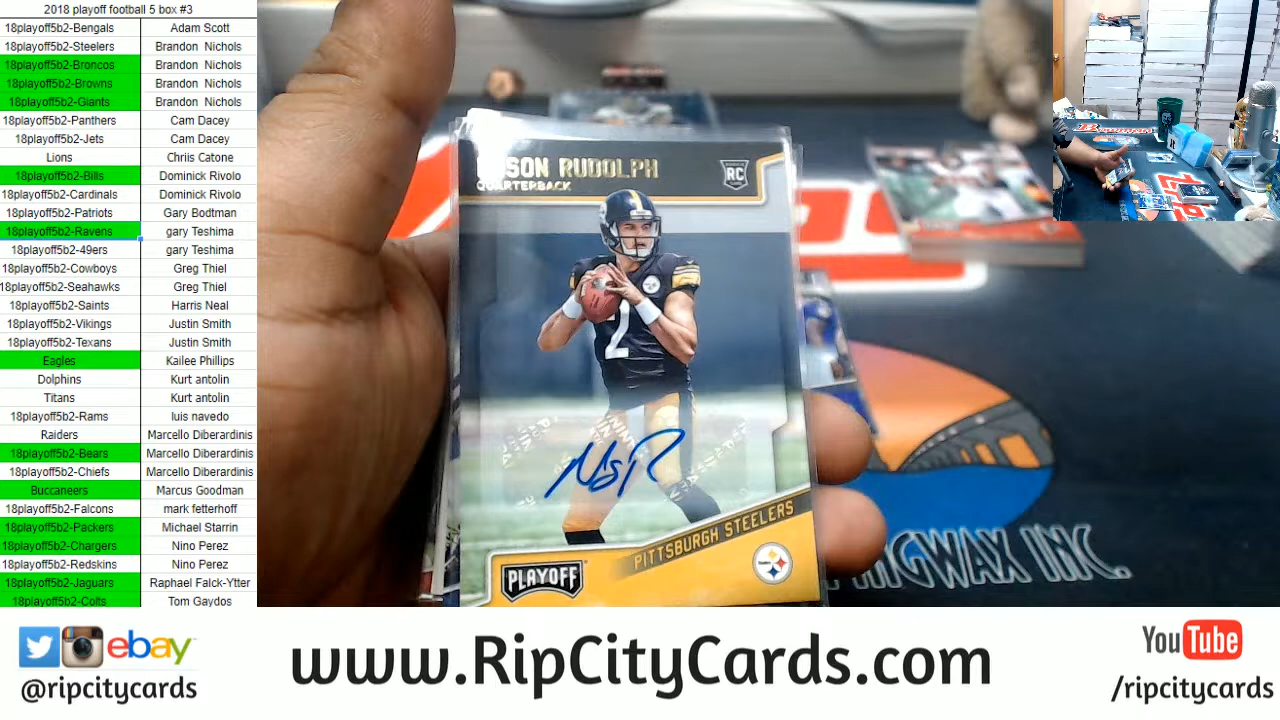 2018 playoff football 5 box #3
18playoff5b2-Bengals Adam Scott
18playoff5b2-Steelers Brandon Nichols
18playoff5b2-Broncos Brandon Nichols
18playoff5b2-Browns Brandon Nichols
18playoff5b2-Giants Brandon Nichols
18playoff5b2-Panthers Cam Dacey
18playoff5b2-Jets Cam Dacey
Lions Chriis Catone
18playoff5b2-Bills Dominick Rivolo
18playoff5b2-Cardinals Dominick Rivolo
18playoff5b2-Patriots Gary Bodtman
18playoff5b2-Ravens gary Teshima
18playoff5b2-49ers gary Teshima
18playoff5b2-Cowboys Greg Thiel
18playoff5b2-Seahawks Greg Thiel
18playoff5b2-Saints Harris Neal
18playoff5b2-Vikings Justin Smith
18playoff5b2-Texans Justin Smith
Eagles Kailee Phillips
Dolphins Kurt antolin
Titans Kurt antolin
18playoff5b2-Rams luis navedo
Raiders Marcello Diberardinis
18playoff5b2-Bears Marcello Diberardinis
18playoff5b2-Chiefs Marcello Diberardinis
Buccaneers Marcus Goodman
18playoff5b2-Falcons mark fetterhoff
18playoff5b2-Packers Michael Starrin
18playoff5b2-Chargers Nino Perez
18playoff5b2-Redskins Nino Perez
18playoff5b2-Jaguars Raphael Falck-Ytter
18playoff5b2-Colts Tom Gaydos
RUDOLPH
QUARTERBACK
RC
2
PITTSBURGH STEELERS
Steelers
PLAYOFF
INC.
ebay
@ripcitycards
www.RipCityCards.com
YouTube
/ripcitycards